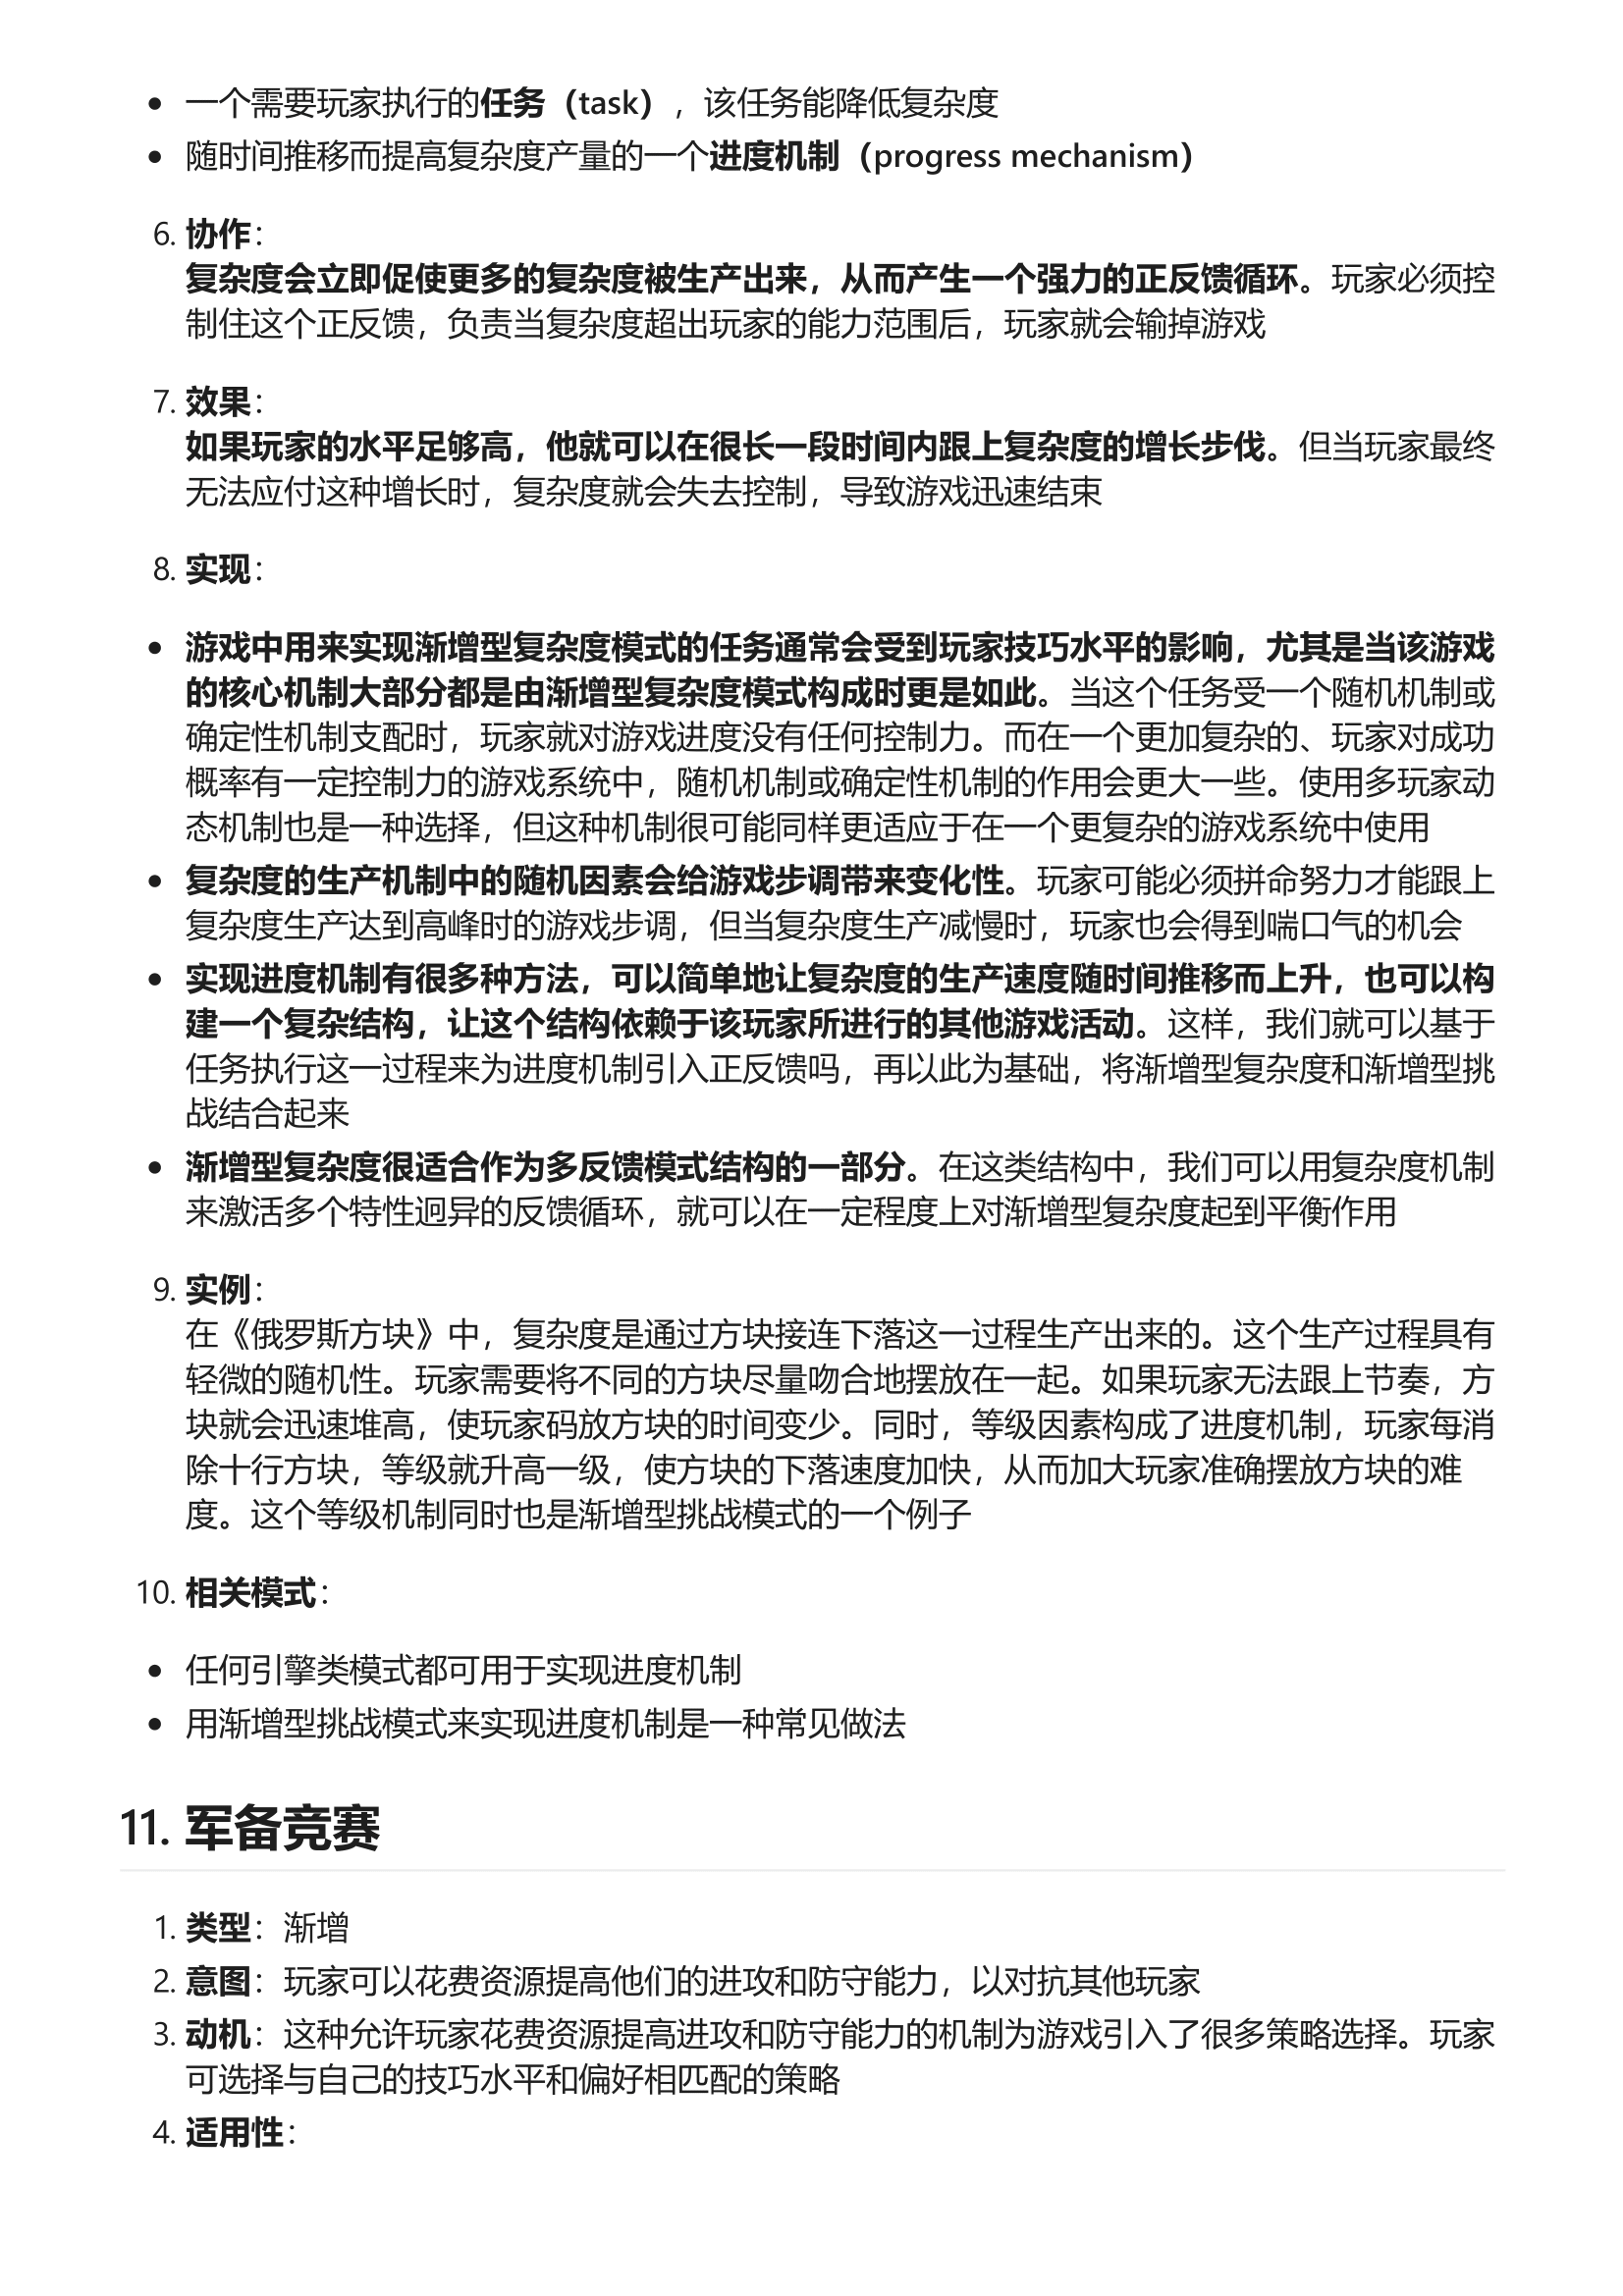 • 一个需要玩家执行的任务（task），该任务能降低复杂度
• 随时间推移而提高复杂度产量的一个进度机制（progress mechanism）
6. 协作：
复杂度会立即促使更多的复杂度被生产出来，从而产生一个强力的正反馈循环。玩家必须控
制住这个正反馈，负责当复杂度超出玩家的能力范围后，玩家就会输掉游戏
7. 效果：
如果玩家的水平足够高，他就可以在很长一段时间内跟上复杂度的增长步伐。但当玩家最终
无法应付这种增长时，复杂度就会失去控制，导致游戏迅速结束
8. 实现：
• 游戏中用来实现渐增型复杂度模式的任务通常会受到玩家技巧水平的影响，尤其是当该游戏
的核心机制大部分都是由渐增型复杂度模式构成时更是如此。当这个任务受一个随机机制或
确定性机制支配时，玩家就对游戏进度没有任何控制力。而在一个更加复杂的、玩家对成功
概率有一定控制力的游戏系统中，随机机制或确定性机制的作用会更大一些。使用多玩家动
态机制也是一种选择，但这种机制很可能同样更适应于在一个更复杂的游戏系统中使用
• 复杂度的生产机制中的随机因素会给游戏步调带来变化性。玩家可能必须拼命努力才能跟上
复杂度生产达到高峰时的游戏步调，但当复杂度生产减慢时，玩家也会得到喘口气的机会
• 实现进度机制有很多种方法，可以简单地让复杂度的生产速度随时间推移而上升，也可以构
建一个复杂结构，让这个结构依赖于该玩家所进行的其他游戏活动。这样，我们就可以基于
任务执行这一过程来为进度机制引入正反馈吗，再以此为基础，将渐增型复杂度和渐增型挑
战结合起来
• 渐增型复杂度很适合作为多反馈模式结构的一部分。在这类结构中，我们可以用复杂度机制
来激活多个特性迥异的反馈循环，就可以在一定程度上对渐增型复杂度起到平衡作用
9. 实例：
在《俄罗斯方块》中，复杂度是通过方块接连下落这一过程生产出来的。这个生产过程具有
轻微的随机性。玩家需要将不同的方块尽量吻合地摆放在一起。如果玩家无法跟上节奏，方
块就会迅速堆高，使玩家码放方块的时间变少。同时，等级因素构成了进度机制，玩家每消
除十行方块，等级就升高一级，使方块的下落速度加快，从而加大玩家准确摆放方块的难
度。这个等级机制同时也是渐增型挑战模式的一个例子
10. 相关模式：
• 任何引擎类模式都可用于实现进度机制
• 用渐增型挑战模式来实现进度机制是一种常见做法
11. 军备竞赛
1. 类型：渐增
2. 意图：玩家可以花费资源提高他们的进攻和防守能力，以对抗其他玩家
3. 动机：这种允许玩家花费资源提高进攻和防守能力的机制为游戏引入了很多策略选择。玩家
可选择与自己的技巧水平和偏好相匹配的策略
4. 适用性：